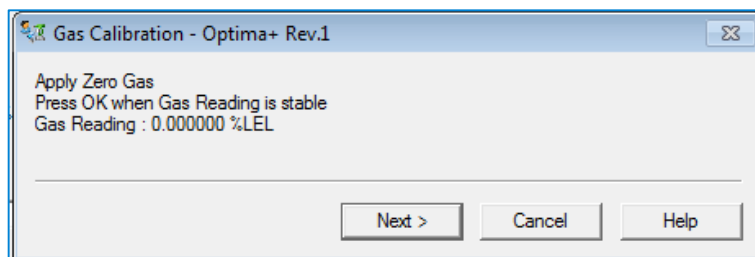 Gas Calibration - Optima+ Rev.1
Apply Zero Gas
Press OK when Gas Reading is stable
Gas Reading : 0.000000 %LEL
Next > Cancel Help